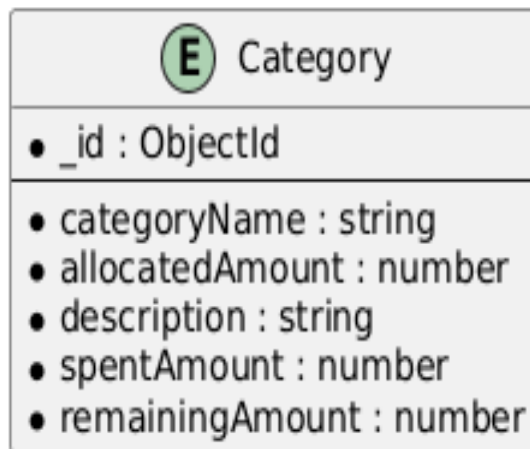 E Category
_id : ObjectId
categoryName : string
allocatedAmount : number
description : string
spentAmount : number
remainingAmount : number